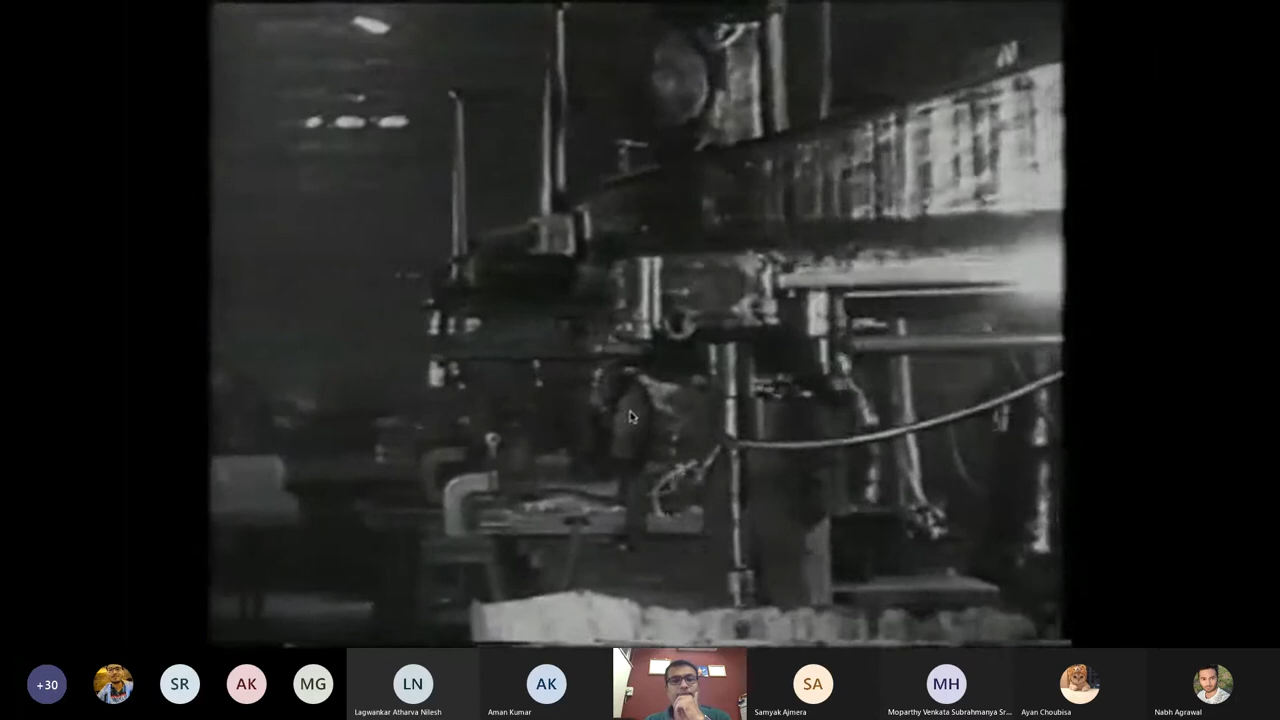 +30
SR
AK
MG
LN
AK
SA
MH
Lagwankar Atharva Nilesh
Aman Kumar
Samyak Ajmera
Moparthy Venkata Subrahmanya Sr...
Ayan Choubisa
Nabh Agrawal